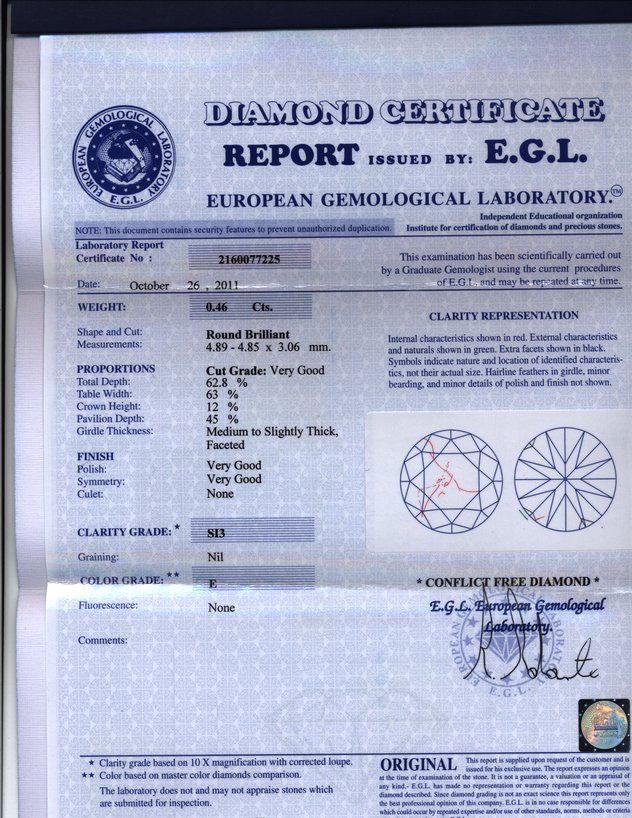 EUROPEAN GEMOLOGICAL LABORATORY
E.G.L.
DIAMOND CERTIFICATE
REPORT ISSUED BY: E.G.L.
EUROPEAN GEMOLOGICAL LABORATORY.™
Independent Educational organization
NOTE: This document contains security features to prevent unauthorized duplication.
Institute for certification of diamonds and precious stones.
Laboratory Report
Certificate No : 2160077225
This examination has been scientifically carried out
by a Graduate Gemologist using the current procedures
of E.G.L. and may be repeated at any time.
Date: October 26 , 2011
WEIGHT: 0.46 Cts.
CLARITY REPRESENTATION
Shape and Cut: Round Brilliant
Measurements: 4.89 - 4.85 x 3.06 mm.
Internal characteristics shown in red. External characteristics
and naturals shown in green. Extra facets shown in black.
Symbols indicate nature and location of identified characteris-
tics, not their actual size. Hairline feathers in girdle, minor
bearding, and minor details of polish and finish not shown.
PROPORTIONS Cut Grade: Very Good
Total Depth: 62.8 %
Table Width: 63 %
Crown Height: 12 %
Pavilion Depth: 45 %
Girdle Thickness: Medium to Slightly Thick,
Faceted
FINISH
Polish: Very Good
Symmetry: Very Good
Culet: None
CLARITY GRADE: * SI3
Graining: Nil
COLOR GRADE: ** E
Fluorescence: None
Comments:
* CONFLICT FREE DIAMOND *
E.G.L. European Gemological
Laboratory.
EUROPEAN GEMOLOGICAL LABORATORY
E.G.L.
* Clarity grade based on 10 X magnification with corrected loupe.
** Color based on master color diamonds comparison.
The laboratory does not and may not appraise stones which
are submitted for inspection.
ORIGINAL This report is supplied upon request of the customer and is
issued for his exclusive use. The report expresses an opinion
at the time of examination of the stone. It is not a guarantee, a valuation or an appraisal of
any kind.- E.G.L. has made no representation or warranty regarding this report or the
diamond described. Since diamond grading is not an exact science this report represents only
the best professional opinion of this company. E.G.L. is in no case responsible for differences
which could occur by repeated expertise and/or use of other standards, norms, methods or criteria